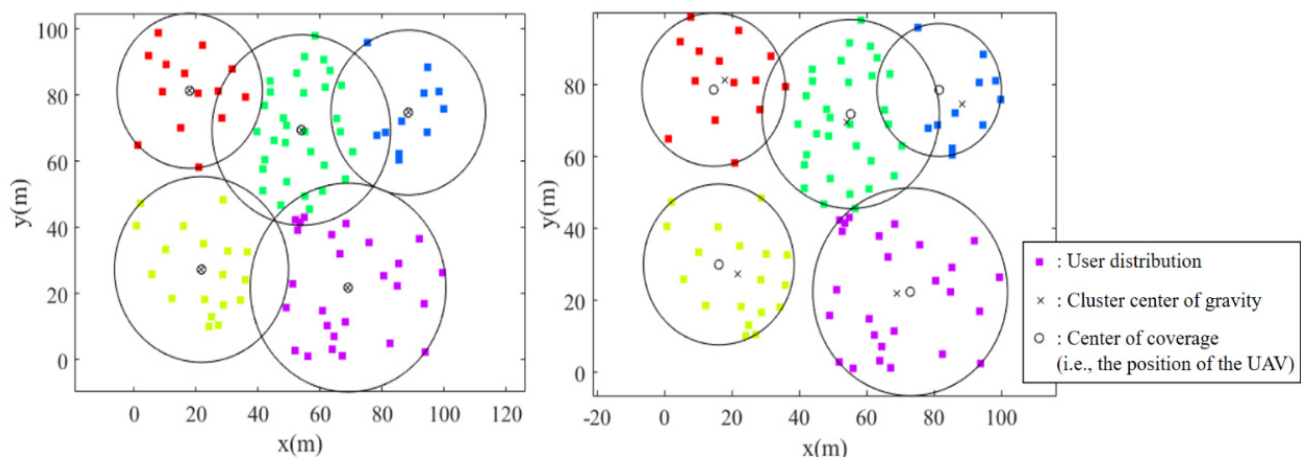 100
80
60
40
20
0
y(m)
0 20 40 60 80 100 120
x(m)
80
60
40
20
0
y(m)
-20 0 20 40 60 80 100
x(m)
: User distribution
: Cluster center of gravity
: Center of coverage
(i.e., the position of the UAV)